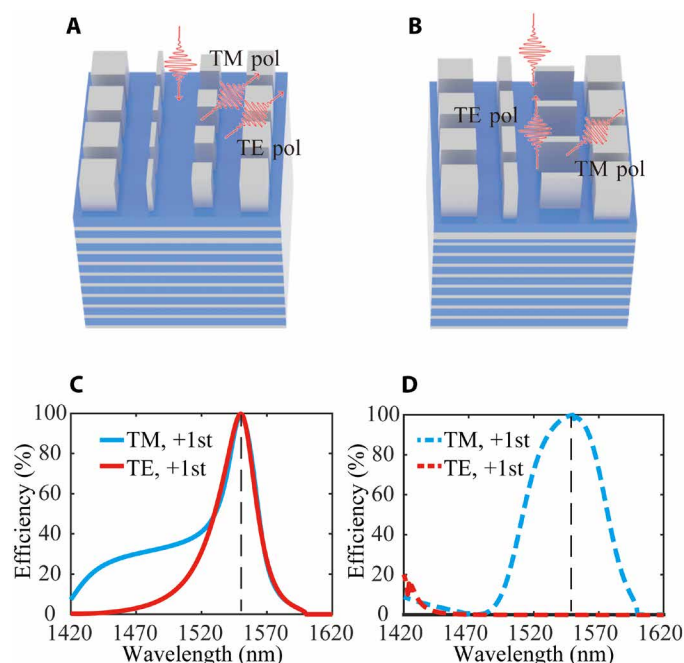 A
TM pol
TE pol
B
TE pol
TM pol
C
TM, +1st
TE, +1st
Efficiency (%)
100
80
60
40
20
0
1420 1470 1520 1570 1620
Wavelength (nm)
D
TM, +1st
TE, +1st
Efficiency (%)
100
80
60
40
20
0
1420 1470 1520 1570 1620
Wavelength (nm)